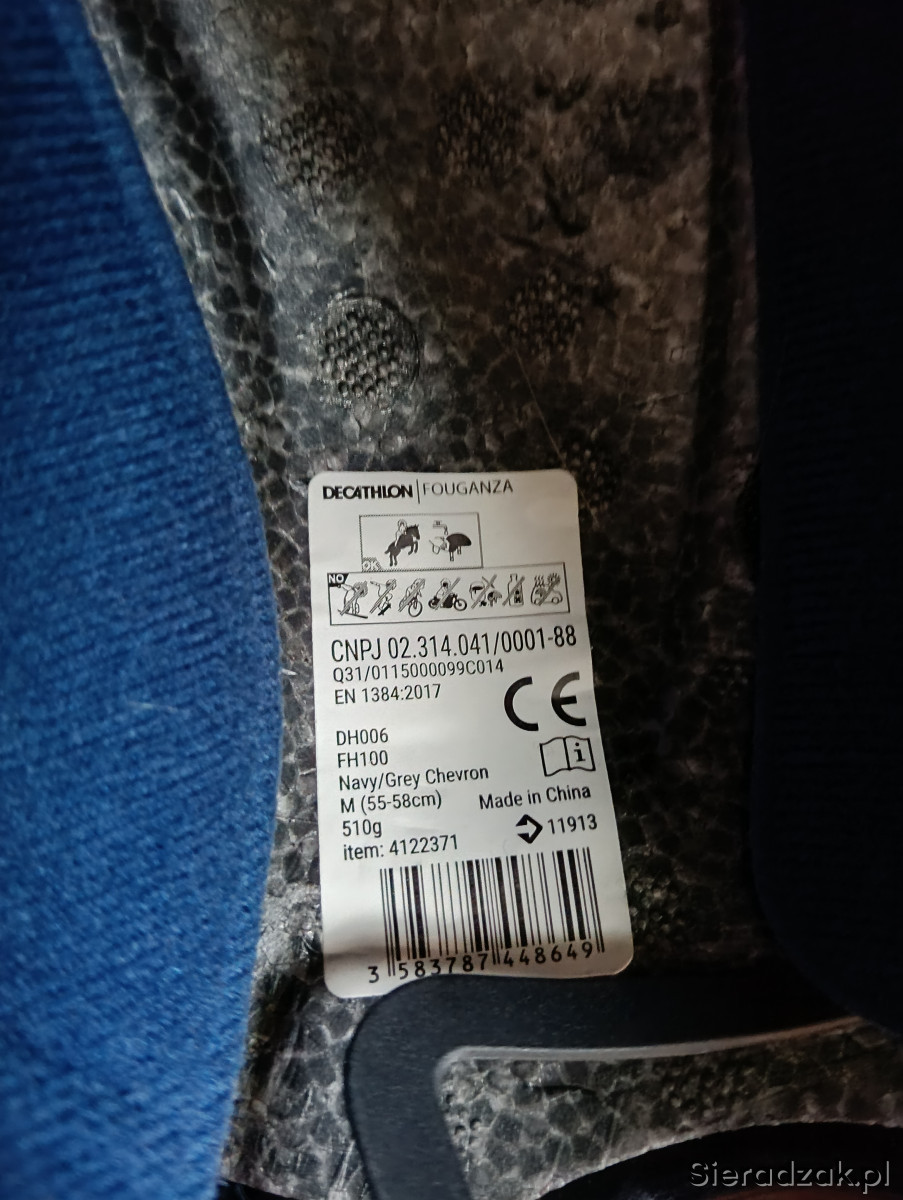 DECATHLON | FOUGANZA
OK
NO
CNPJ 02.314.041/0001-88
Q31/0115000099C014
EN 1384:2017
CE
DH006
FH100
Navy/Grey Chevron
M (55-58cm) Made in China
510g 11913
item: 4122371
3 583787 448649
Sieradzak.pl